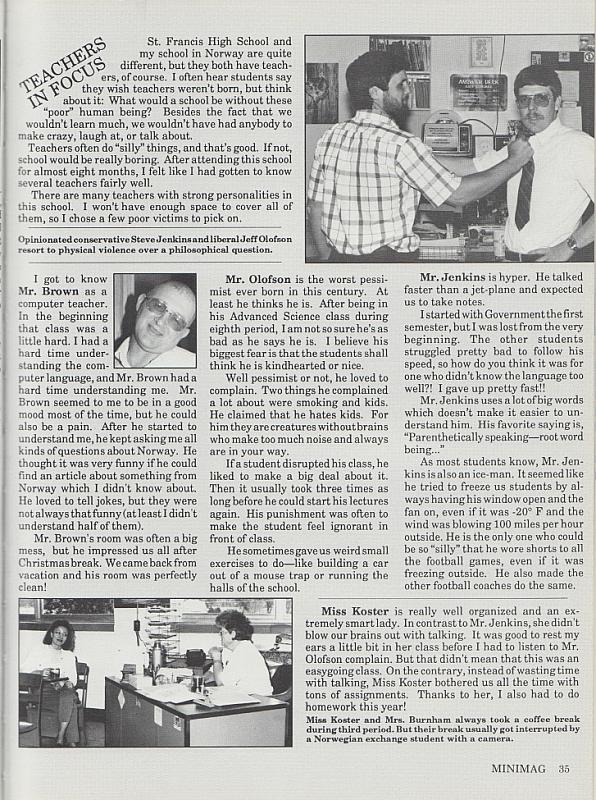 TEACHERS
IN FOCUS
St. Francis High School and
my school in Norway are quite
different, but they both have teach-
ers, of course. I often hear students say
they wish teachers weren't born, but think
about it: What would a school be without these
"poor" human being? Besides the fact that we
wouldn't learn much, we wouldn't have had anybody to
make crazy, laugh at, or talk about.
Teachers often do "silly" things, and that's good. If not,
school would be really boring. After attending this school
for almost eight months, I felt like I had gotten to know
several teachers fairly well.
There are many teachers with strong personalities in
this school. I won't have enough space to cover all of
them, so I chose a few poor victims to pick on.
Opinionated conservative Steve Jenkins and liberal Jeff Olofson
resort to physical violence over a philosophical question.
ANSWER DESK
I got to know
Mr. Brown as a
computer teacher.
In the beginning
that class was a
little hard. I had a
hard time under-
standing the com-
puter language, and Mr. Brown had a
hard time understanding me. Mr.
Brown seemed to me to be in a good
mood most of the time, but he could
also be a pain. After he started to
understand me, he kept asking me all
kinds of questions about Norway. He
thought it was very funny if he could
find an article about something from
Norway which I didn't know about.
He loved to tell jokes, but they were
not always that funny (at least I didn't
understand half of them).
Mr. Brown's room was often a big
mess, but he impressed us all after
Christmas break. We came back from
vacation and his room was perfectly
clean!
Mr. Olofson is the worst pessi-
mist ever born in this century. At
least he thinks he is. After being in
his Advanced Science class during
eighth period, I am not so sure he's as
bad as he says he is. I believe his
biggest fear is that the students shall
think he is kindhearted or nice.
Well pessimist or not, he loved to
complain. Two things he complained
a lot about were smoking and kids.
He claimed that he hates kids. For
him they are creatures without brains
who make too much noise and always
are in your way.
If a student disrupted his class, he
liked to make a big deal about it.
Then it usually took three times as
long before he could start his lectures
again. His punishment was often to
make the student feel ignorant in
front of class.
He sometimes gave us weird small
exercises to do—like building a car
out of a mouse trap or running the
halls of the school.
Mr. Jenkins is hyper. He talked
faster than a jet-plane and expected
us to take notes.
I started with Government the first
semester, but I was lost from the very
beginning. The other students
struggled pretty bad to follow his
speed, so how do you think it was for
one who didn't know the language too
well?! I gave up pretty fast!!
Mr. Jenkins uses a lot of big words
which doesn't make it easier to un-
derstand him. His favorite saying is,
"Parenthetically speaking—root word
being..."
As most students know, Mr. Jen-
kins is also an ice-man. It seemed like
he tried to freeze us students by al-
ways having his window open and the
fan on, even if it was -20° F and the
wind was blowing 100 miles per hour
outside. He is the only one who could
be so "silly" that he wore shorts to all
the football games, even if it was
freezing outside. He also made the
other football coaches do the same.
Miss Koster is really well organized and an ex-
tremely smart lady. In contrast to Mr. Jenkins, she didn't
blow our brains out with talking. It was good to rest my
ears a little bit in her class before I had to listen to Mr.
Olofson complain. But that didn't mean that this was an
easygoing class. On the contrary, instead of wasting time
with talking, Miss Koster bothered us all the time with
tons of assignments. Thanks to her, I also had to do
homework this year!
Miss Koster and Mrs. Burnham always took a coffee break
during third period. But their break usually got interrupted by
a Norwegian exchange student with a camera.
MINIMAG 35